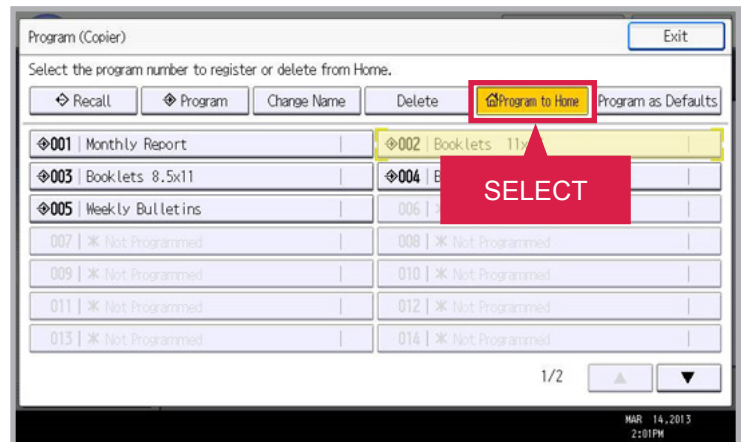 Program (Copier) Exit
Select the program number to register or delete from Home.
Recall Program Change Name Delete Program to Home Program as Defaults
001 Monthly Report 002 Booklets
003 Booklets 8.5x11 004
SELECT
005 Weekly Bulletins 006
007 Not Programmed 008 Not Programmed
009 Not Programmed 010 Not Programmed
011 Not Programmed 012 Not Programmed
013 Not Programmed 014 Not Programmed
1/2
MAR 14,2013
2:01PM